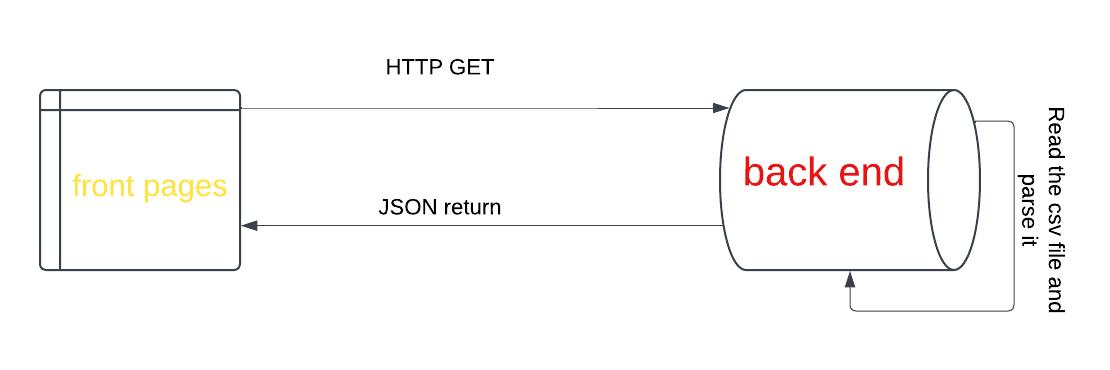 HTTP GET
front pages
back end
JSON return
Read the csv file and
parse it